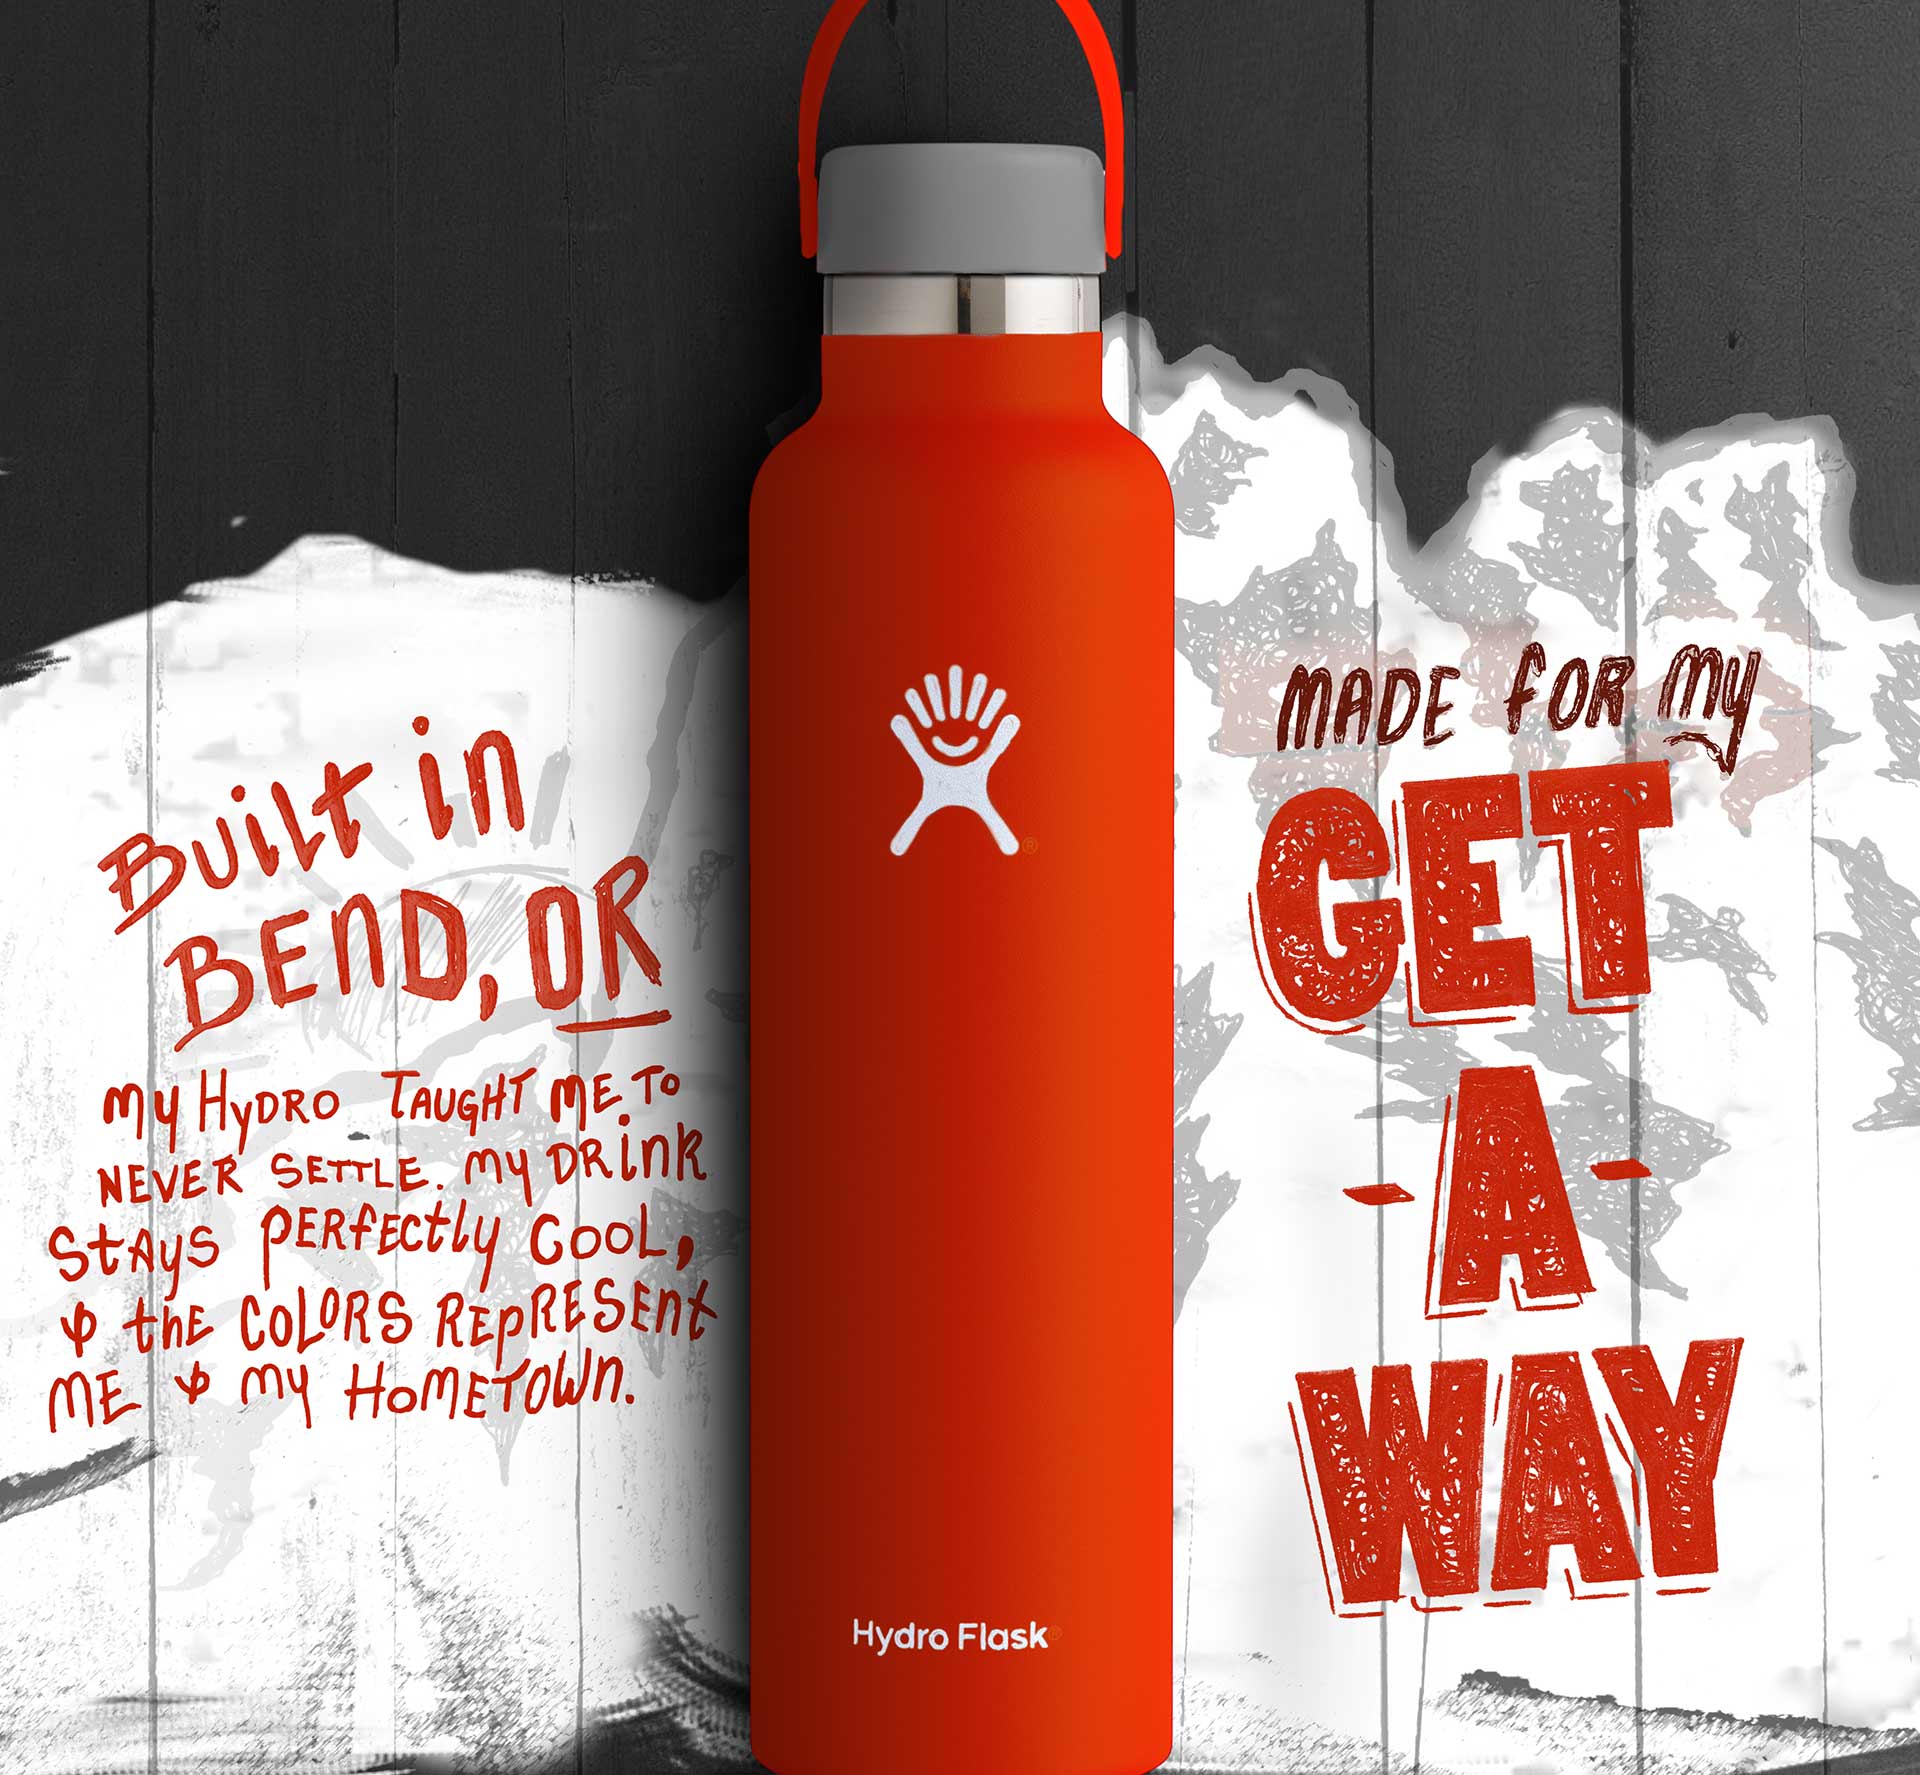 Built in
BEND, OR
my HyDRO TAUGHT ME TO
NEVER SETTLE. my DRink
StAyS PERfEctly COOL,
& thE COLORS REpRESEnt
ME & my HoMETOWn.
MADE fOR my
GET
-A-
WAY
®
Hydro Flask®